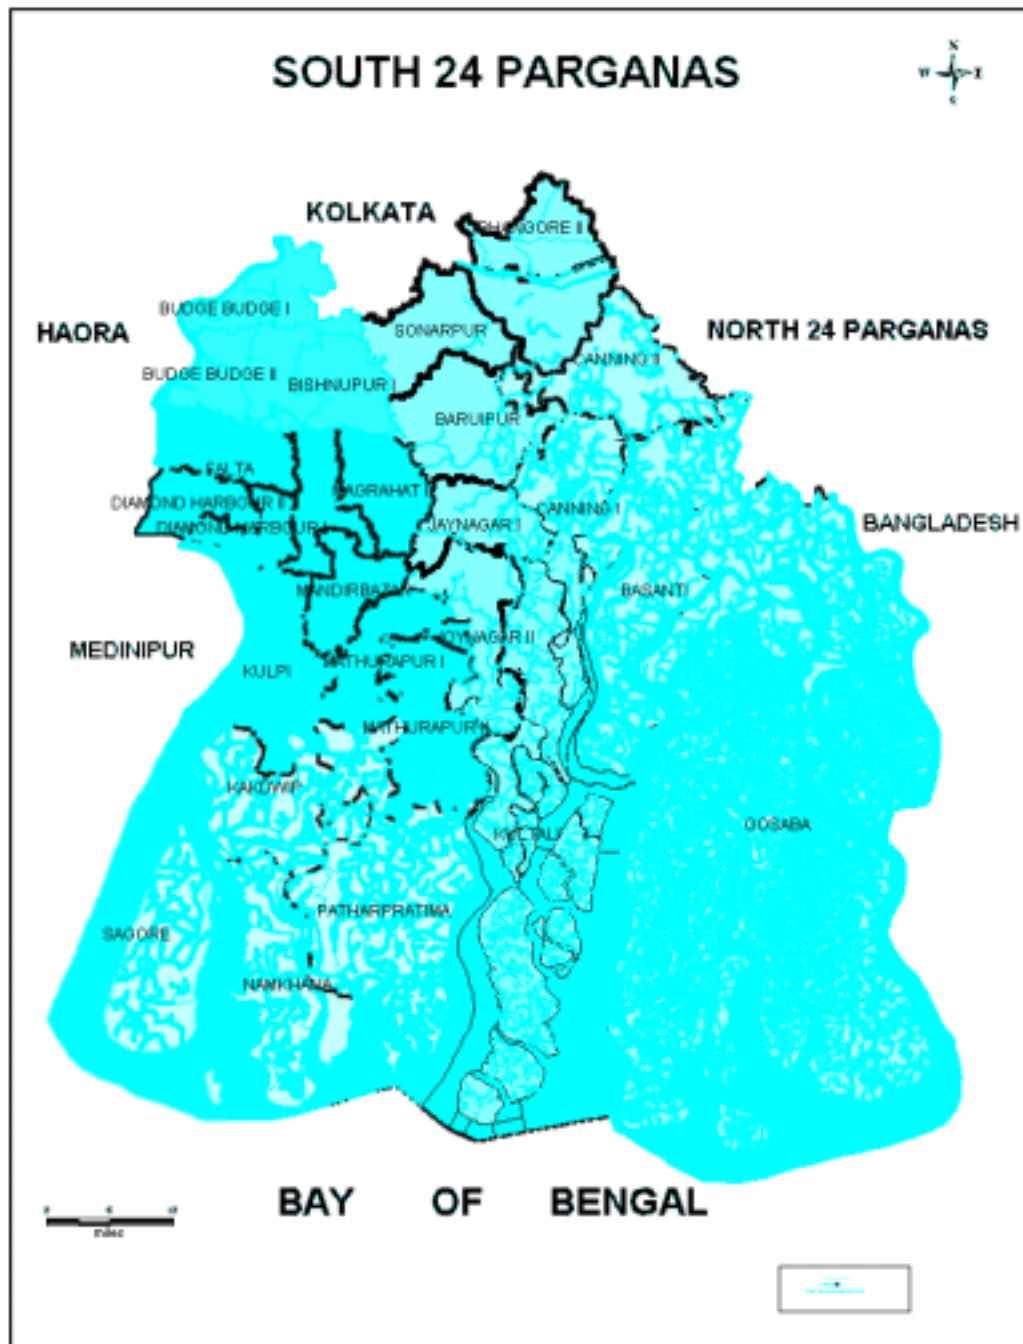 SOUTH 24 PARGANAS
N
W E
KOLKATA
BHANGORE II
BUDGE BUDGE I
HAORA
SONARPUR
NORTH 24 PARGANAS
CANNING II
BUDGE BUDGE II
BISHNUPUR I
BARUIPUR
FALTA
MAGRAHAT I
DIAMOND HARBOUR II
CANNING I
DIAMOND HARBOUR I
JAYNAGAR I
BANGLADESH
MANDIRBAZAR
BASANTI
JOYNAGAR II
MEDINIPUR
MATHURAPUR I
KULPI
MATHURAPUR II
KAKDWIP
GOSABA
KULTALI
PATHARPRATIMA
SAGORE
NAMKHANA
BAY OF BENGAL
miles